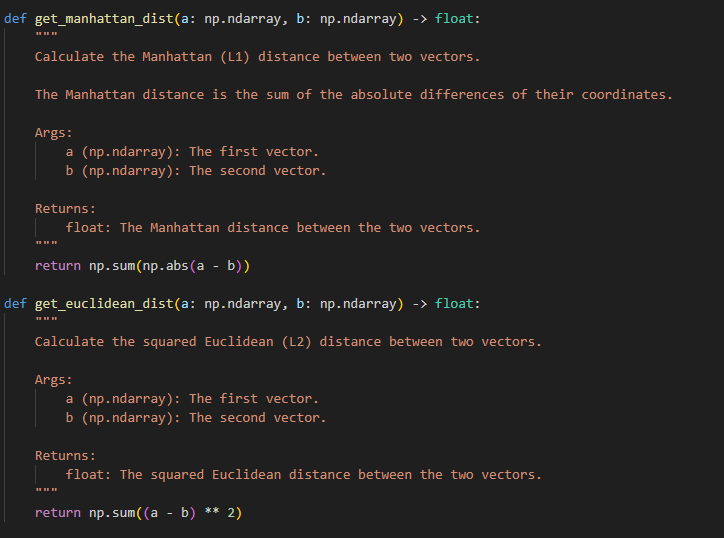 def get_manhattan_dist(a: np.ndarray, b: np.ndarray) -> float:
    """
    Calculate the Manhattan (L1) distance between two vectors.

    The Manhattan distance is the sum of the absolute differences of their coordinates.

    Args:
        a (np.ndarray): The first vector.
        b (np.ndarray): The second vector.

    Returns:
        float: The Manhattan distance between the two vectors.
    """
    return np.sum(np.abs(a - b))

def get_euclidean_dist(a: np.ndarray, b: np.ndarray) -> float:
    """
    Calculate the squared Euclidean (L2) distance between two vectors.

    Args:
        a (np.ndarray): The first vector.
        b (np.ndarray): The second vector.

    Returns:
        float: The squared Euclidean distance between the two vectors.
    """
    return np.sum((a - b) ** 2)